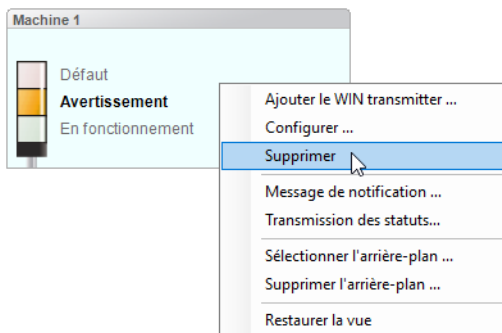 Machine 1
Défaut
Avertissement
En fonctionnement
Ajouter le WIN transmitter ...
Configurer ...
Supprimer
Message de notification ...
Transmission des statuts...
Sélectionner l'arrière-plan ...
Supprimer l'arrière-plan ...
Restaurer la vue